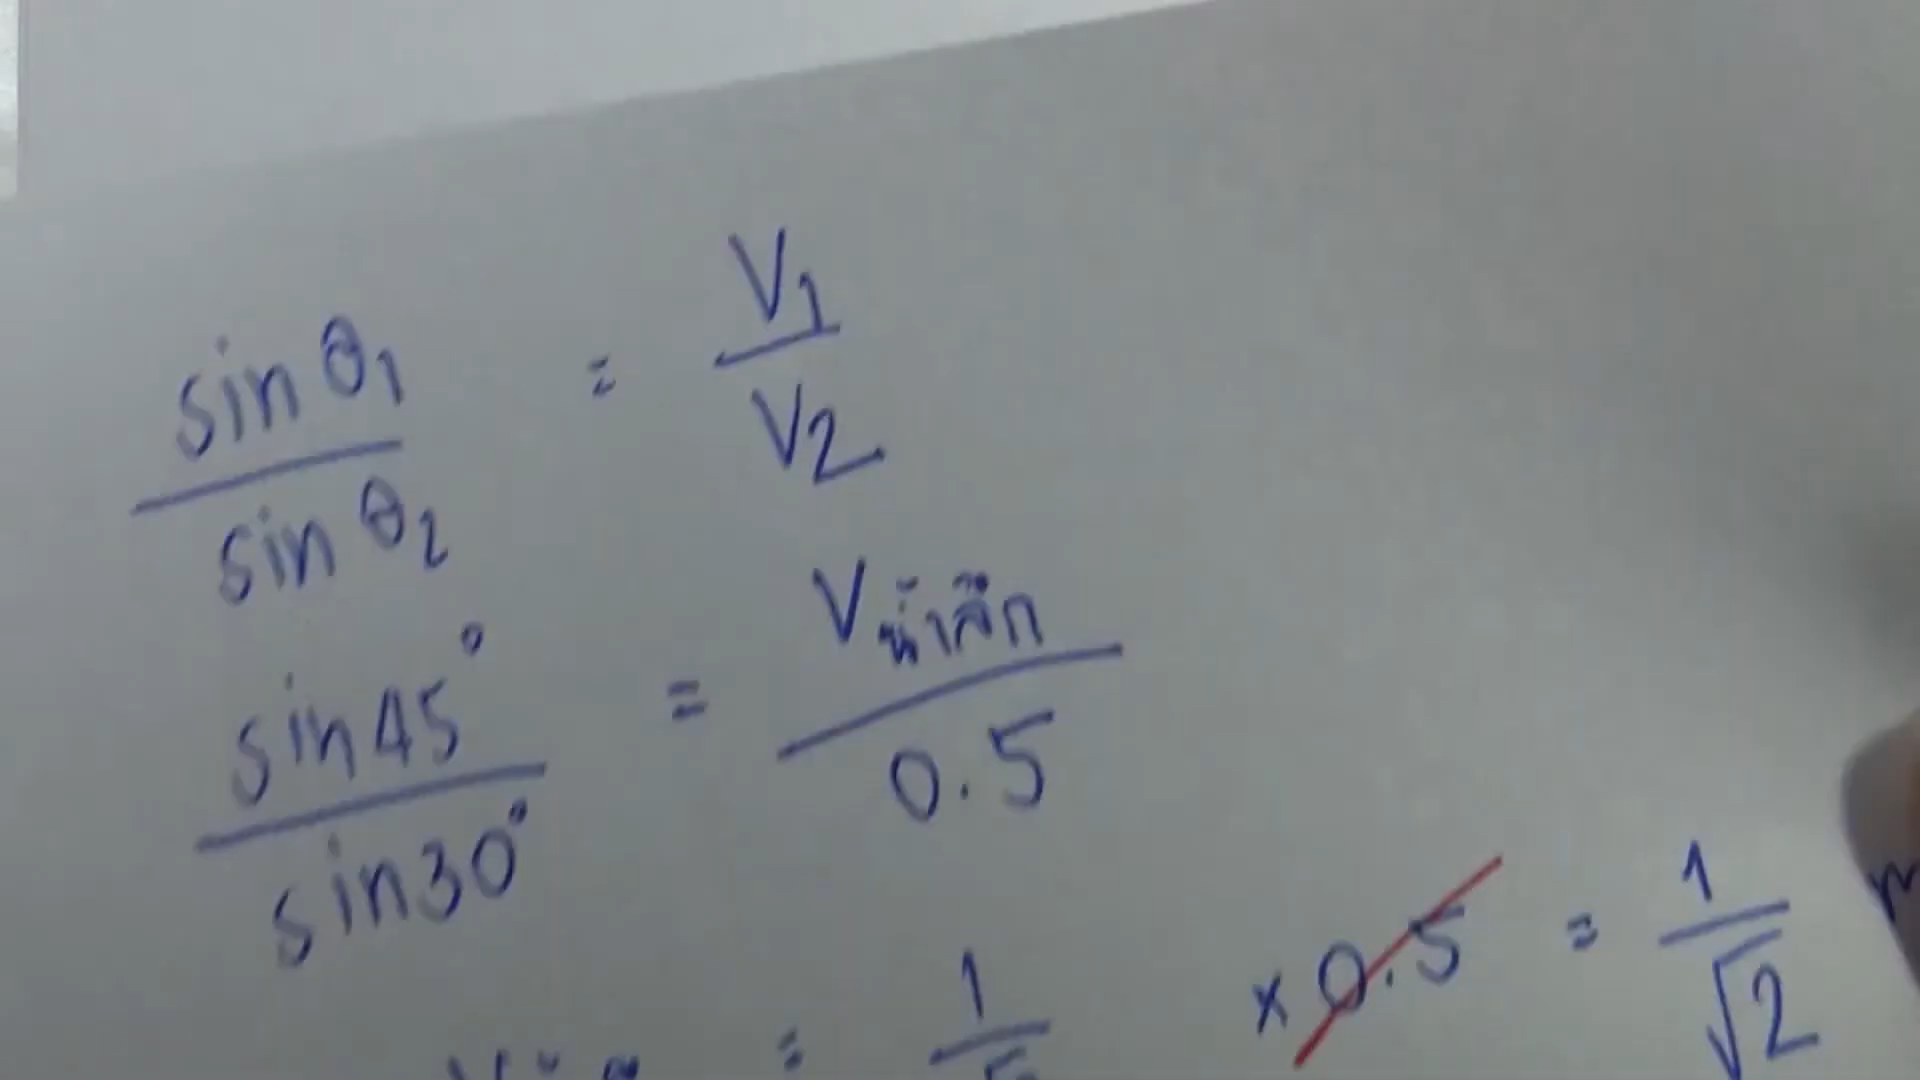 sin θ1 / sin θ2 = V1 / V2
sin 45° / sin 30° = Vน้ำลึก / 0.5
= 1 × 0.5 = 1 / √2